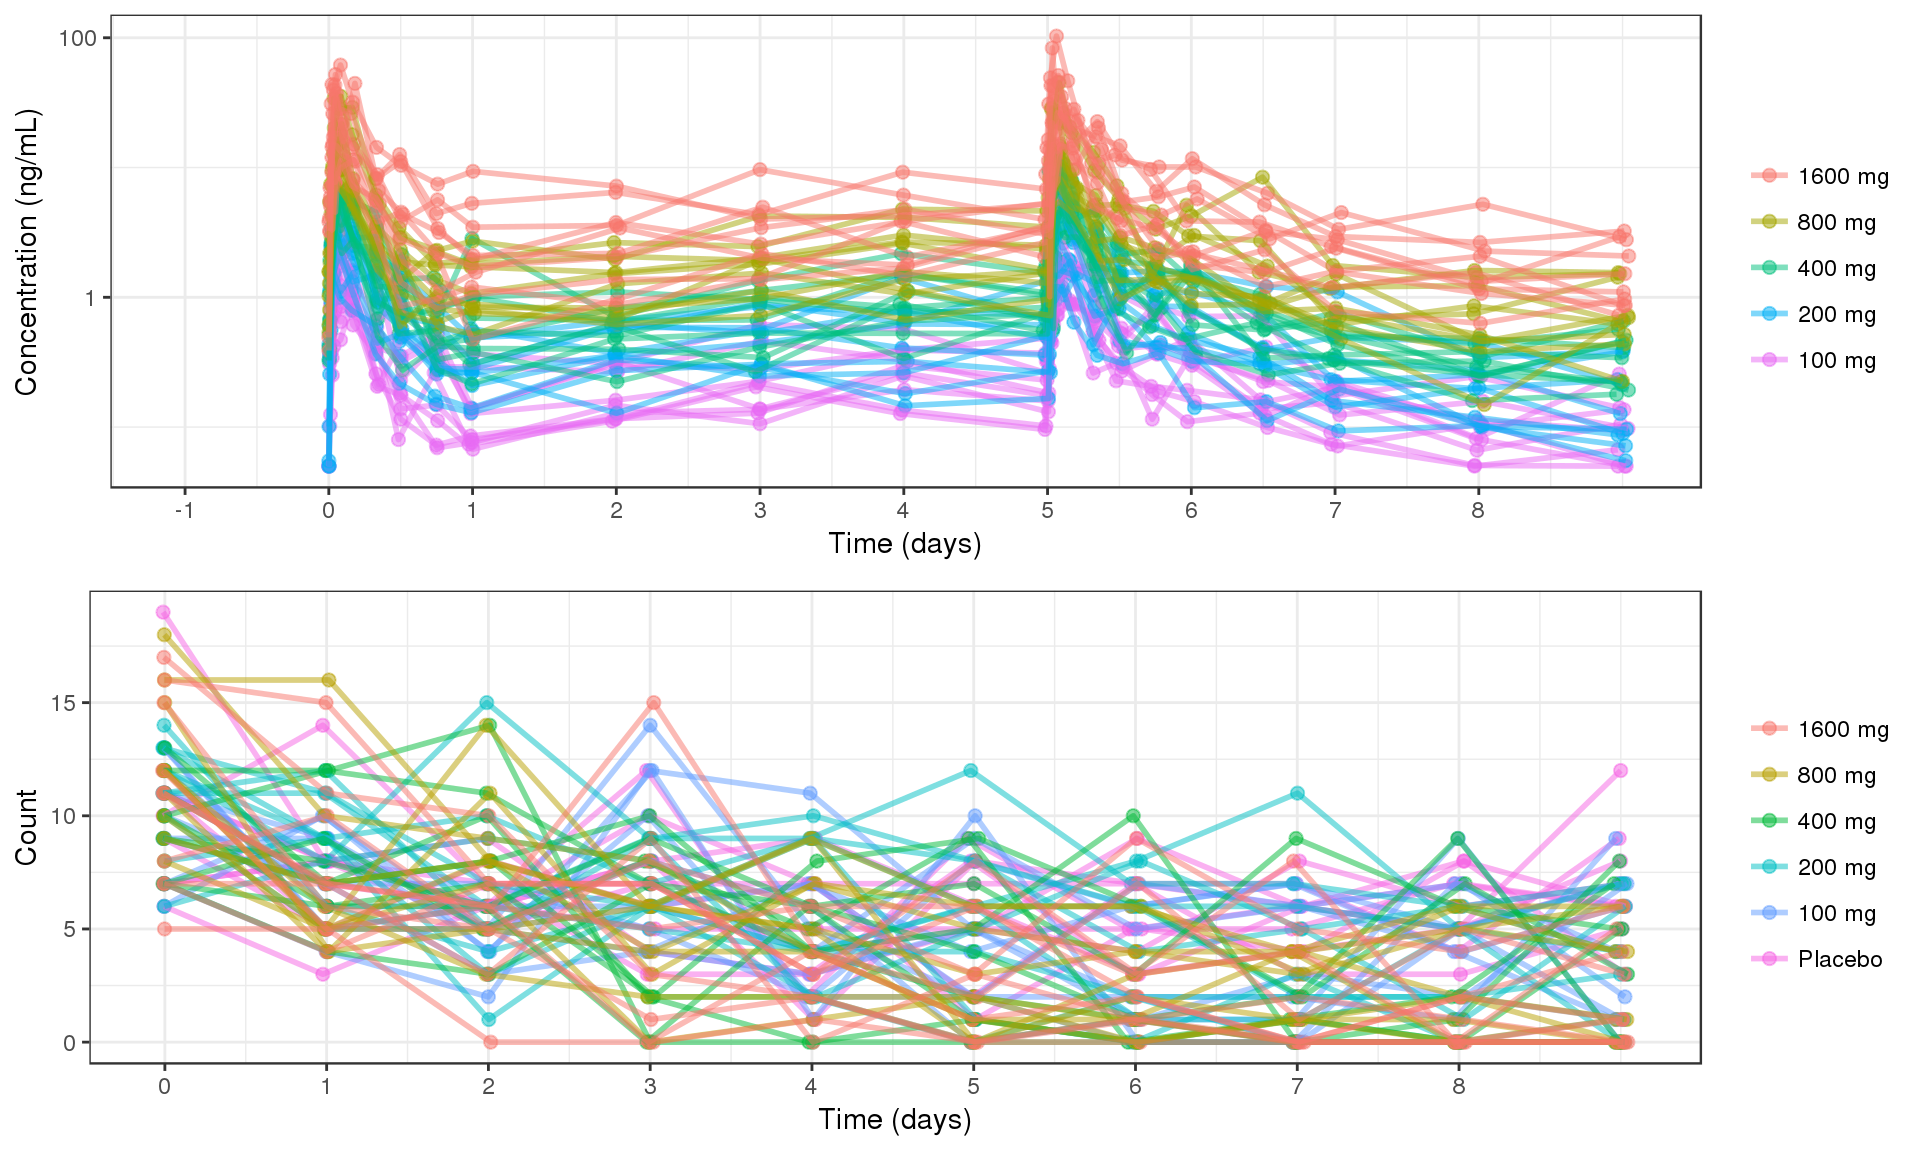 100
1
Concentration (ng/mL)
-1 0 1 2 3 4 5 6 7 8
Time (days)
1600 mg
800 mg
400 mg
200 mg
100 mg
15
10
5
0
Count
0 1 2 3 4 5 6 7 8
Time (days)
1600 mg
800 mg
400 mg
200 mg
100 mg
Placebo